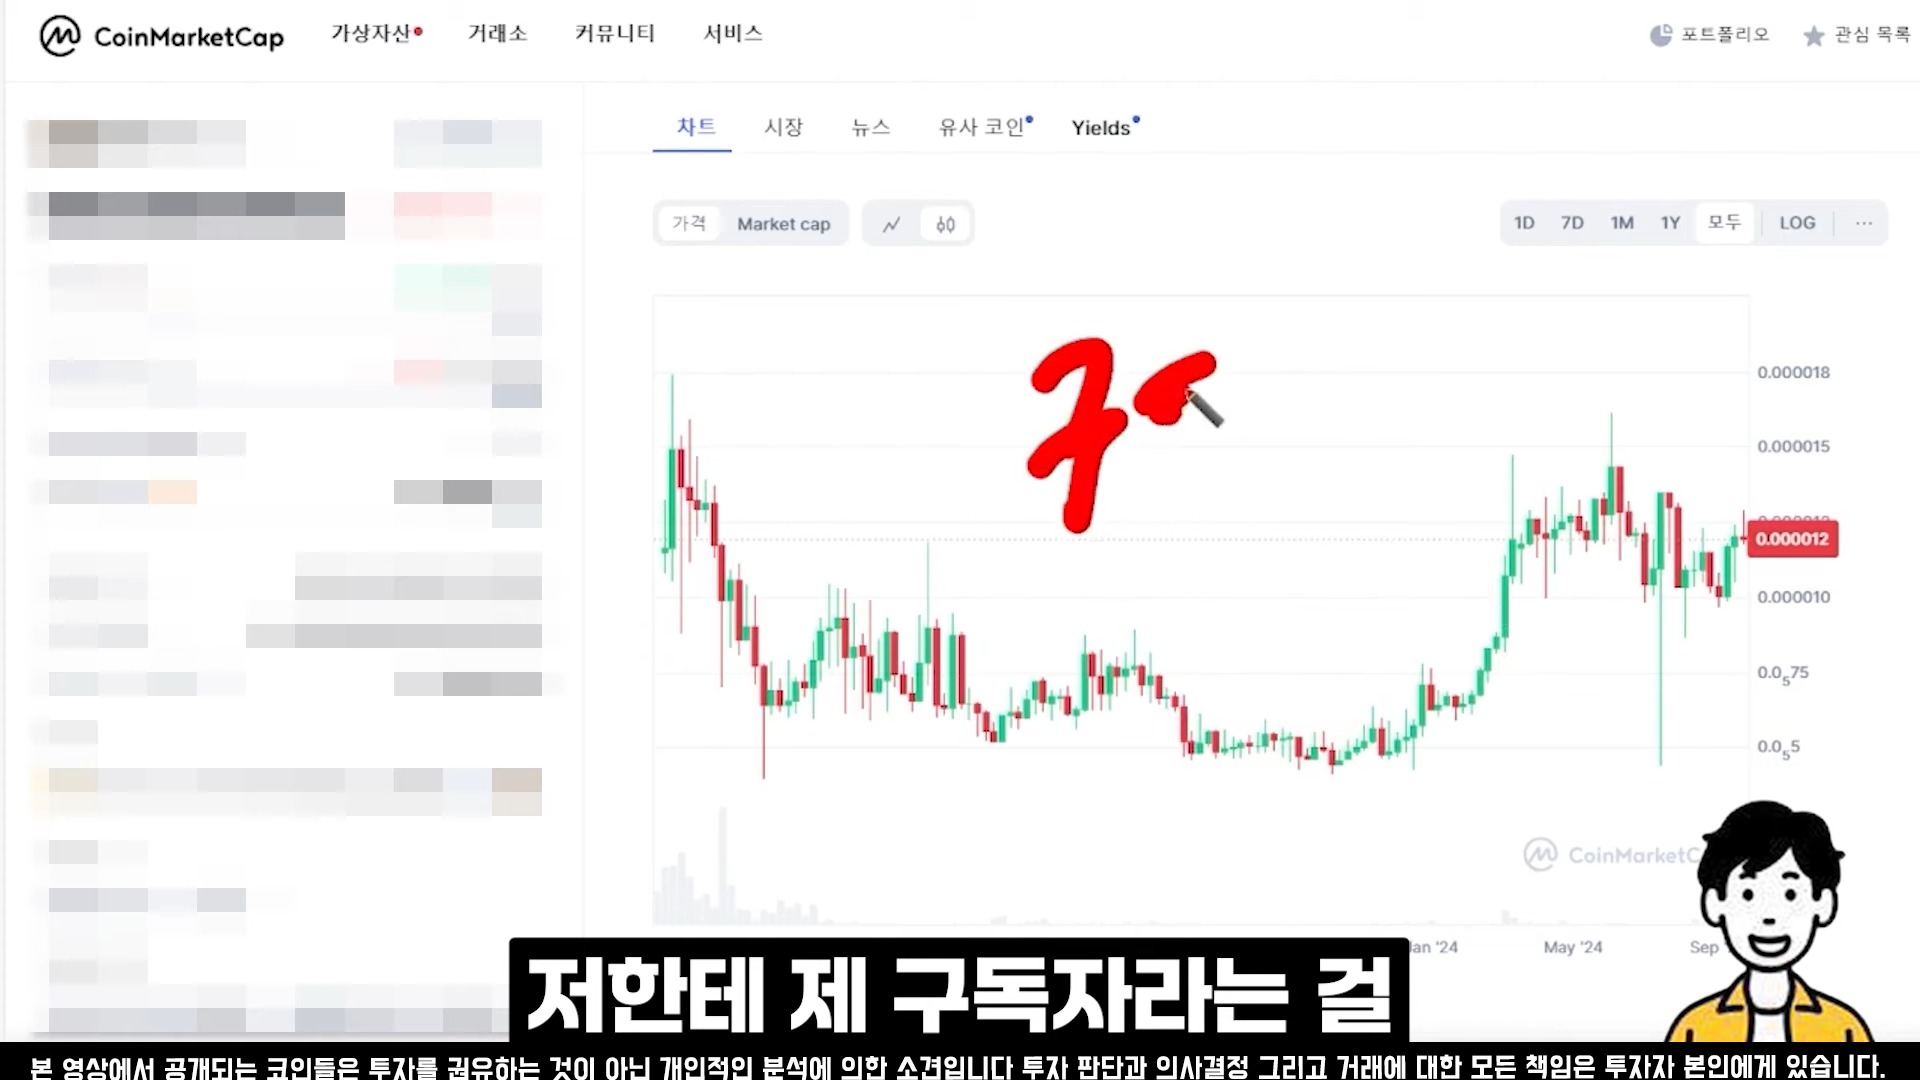 CoinMarketCap 가상자산 거래소 커뮤니티 서비스 포트폴리오 관심 목록
차트 시장 뉴스 유사 코인 Yields
가격 Market cap 1D 7D 1M 1Y 모두 LOG ...
0.000018
0.000015
0.000012
0.000010
0.0₅75
0.0₅5
CoinMarketC
Jan '24 May '24 Sep
저한테 제 구독자라는 걸
본 영상에서 공개되는 코인들은 투자를 권유하는 것이 아닌 개인적인 분석에 의한 소견입니다 투자 판단과 의사결정 그리고 거래에 대한 모든 책임은 투자자 본인에게 있습니다.